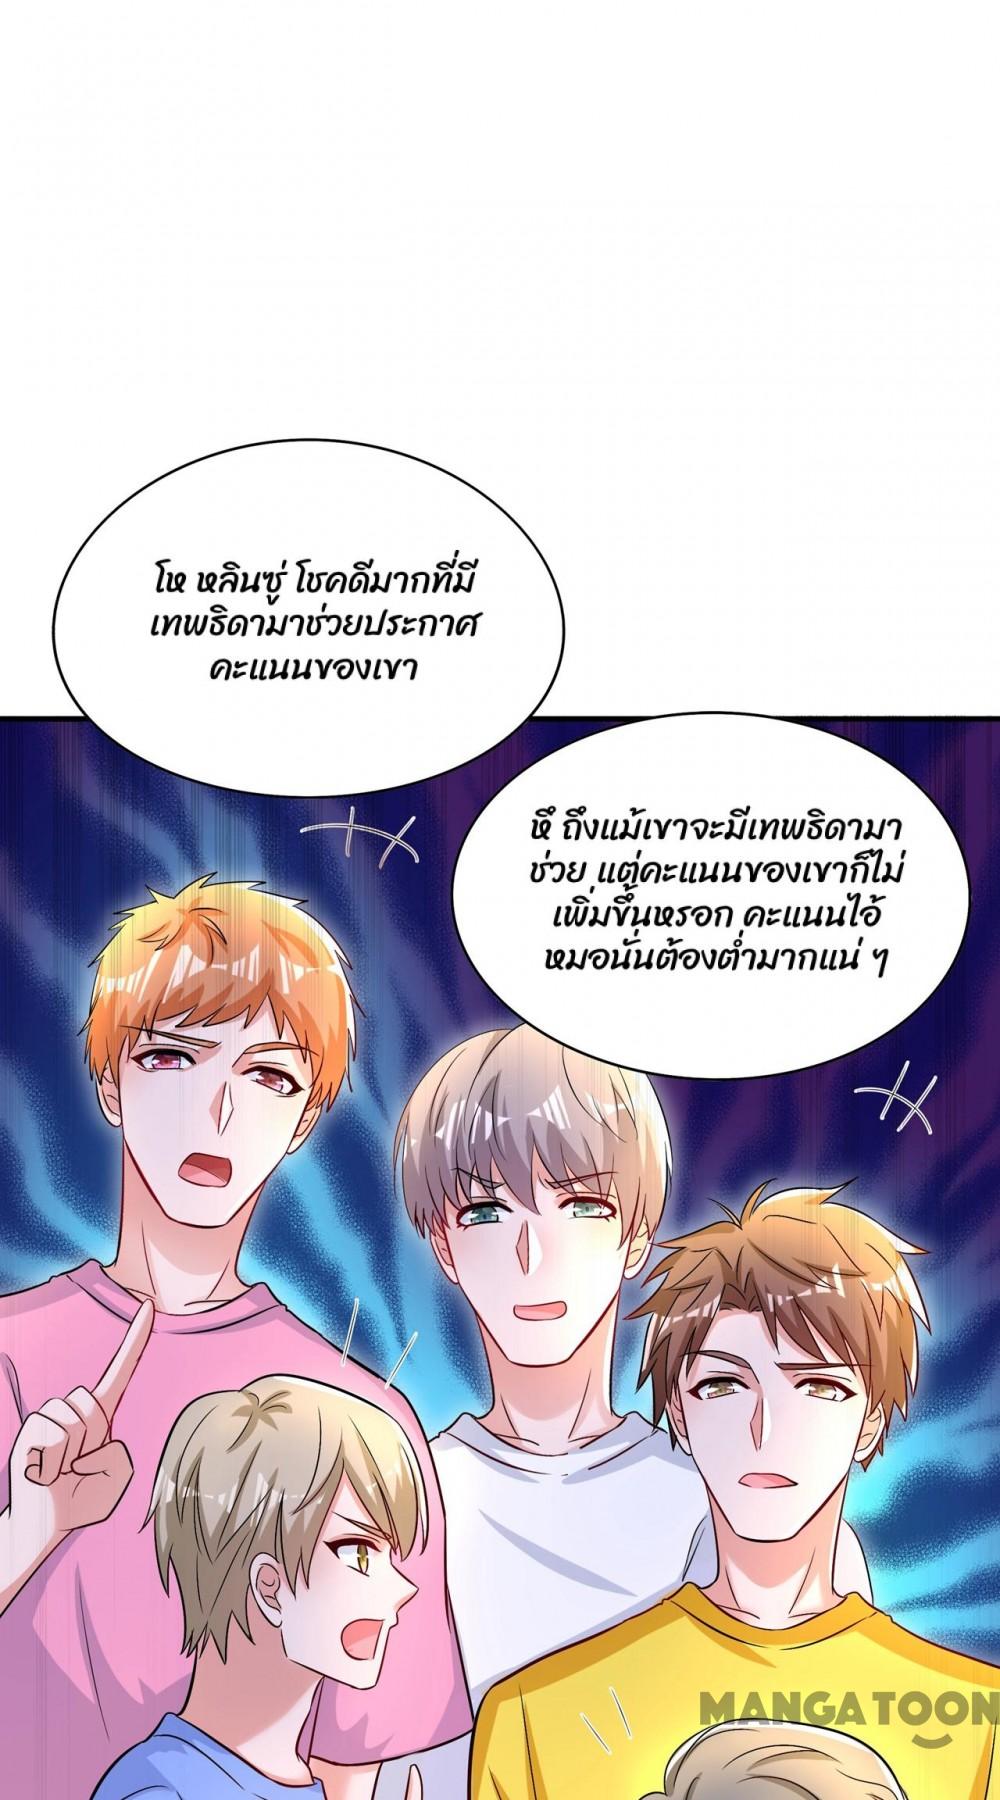 โห หลินซู่ โชคดีมากที่มี
เทพธิดามาช่วยประกาศ
คะแนนของเขา
หึ ถึงแม้เขาจะมีเทพธิดามา
ช่วย แต่คะแนนของเขาก็ไม่
เพิ่มขึ้นหรอก คะแนนไอ้
หมอนั่นต้องต่ำมากแน่ ๆ
MANGATOON